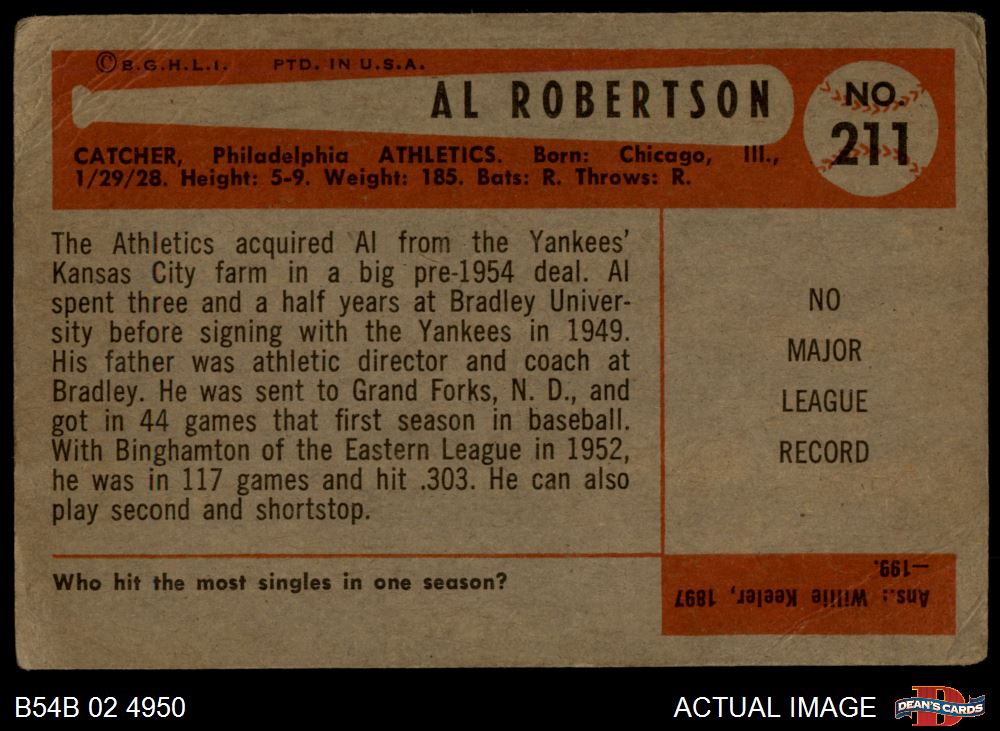 © B.G.H.L.I. PTD. IN U.S.A.
AL ROBERTSON
NO.
211
CATCHER, Philadelphia ATHLETICS. Born: Chicago, Ill.,
1/29/28. Height: 5-9. Weight: 185. Bats: R. Throws: R.
The Athletics acquired Al from the Yankees'
Kansas City farm in a big pre-1954 deal. Al
spent three and a half years at Bradley Univer-
sity before signing with the Yankees in 1949.
His father was athletic director and coach at
Bradley. He was sent to Grand Forks, N. D., and
got in 44 games that first season in baseball.
With Binghamton of the Eastern League in 1952,
he was in 117 games and hit .303. He can also
play second and shortstop.
NO
MAJOR
LEAGUE
RECORD
Who hit the most singles in one season?
Ans.: Willie Keeler, 1897
—199.
B54B 02 4950
ACTUAL IMAGE
D
DEAN'S CARDS